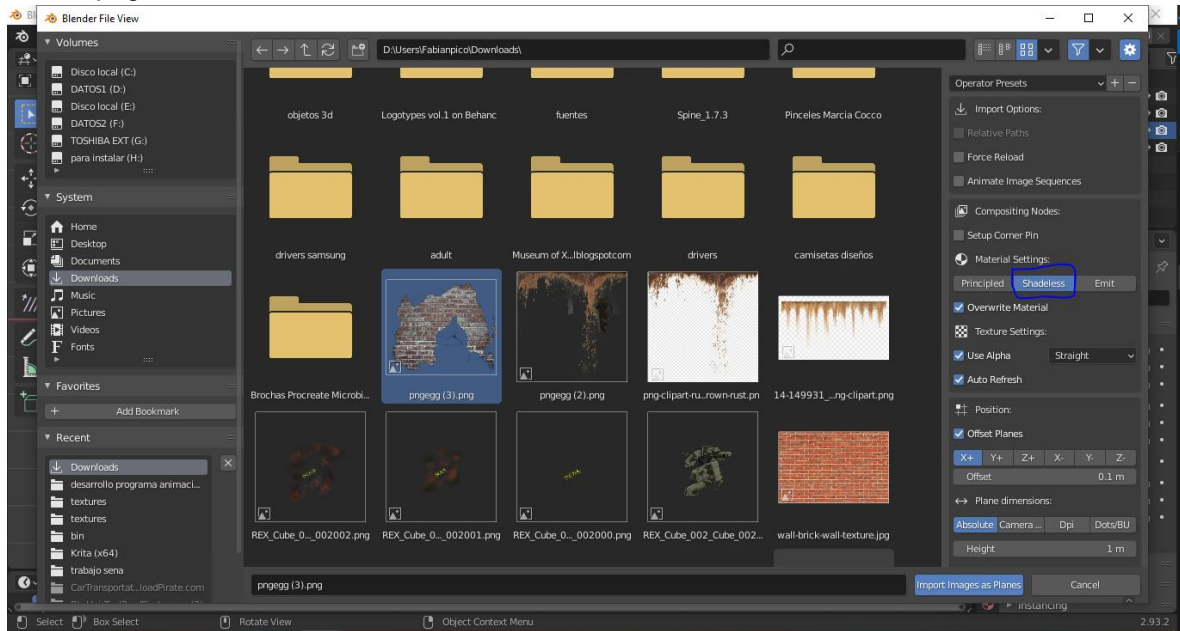 Bl
Blender File View
Volumes
D:\Users\Fabianpico\Downloads\
Disco local (C:)
DATOS1 (D:)
Disco local (E:)
DATOS2 (F:)
TOSHIBA EXT (G:)
para instalar (H:)
System
Home
Desktop
Documents
Downloads
Music
Pictures
Videos
Fonts
Favorites
Add Bookmark
Recent
Downloads
desarrollo programa animaci...
textures
textures
bin
Krita (x64)
trabajo sena
CarTransportat..loadPirate.com
objetos 3d
Logotypes vol.1 on Behanc
fuentes
Spine_1.7.3
Pinceles Marcia Cocco
drivers samsung
adult
Museum of X...lblogspotcom
drivers
camisetas diseños
Brochas Procreate Microbi...
pngegg (3).png
pngegg (2).png
png-clipart-ru...rown-rust.pn
14-149931_...ng-clipart.png
REX_Cube_0..._002002.png
REX_Cube_0..._002001.png
REX_Cube_0..._002000.png
REX_Cube_002_Cube_002...
wall-brick-wall-texture.jpg
Operator Presets
Import Options:
Relative Paths
Force Reload
Animate Image Sequences
Compositing Nodes:
Setup Corner Pin
Material Settings:
Principled Shadeless Emit
Overwrite Material
Texture Settings:
Use Alpha Straight
Auto Refresh
Position:
Offset Planes
X+ Y+ Z+ X- Y- Z-
Offset 0.1 m
Plane dimensions:
Absolute Camera ... Dpi Dots/BU
Height 1 m
pngegg (3).png
Import Images as Planes Cancel
Instancing
Select Box Select Rotate View Object Context Menu 2.93.2